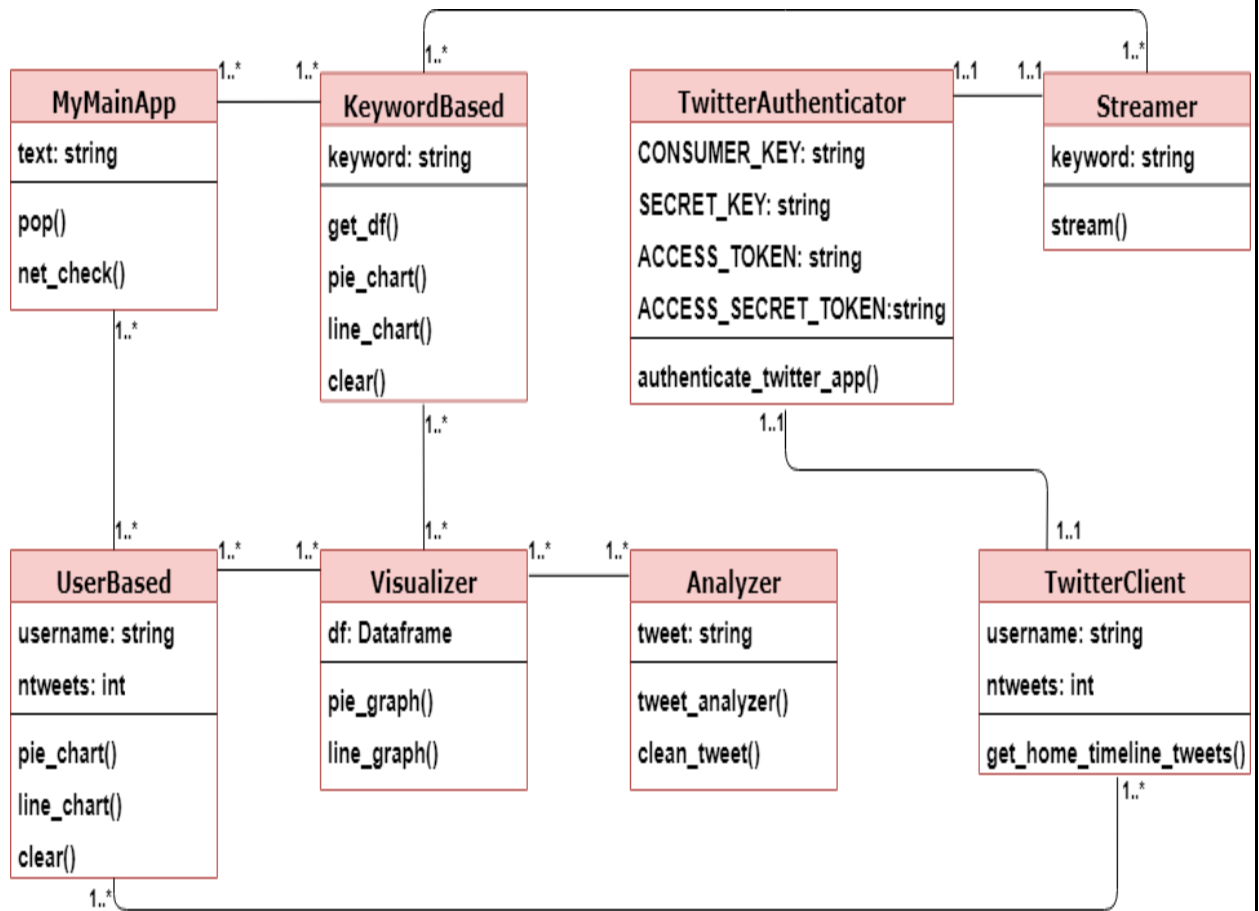 1..*
1..*
1..*
1..*
1..1
1..1
MyMainApp
text: string
pop()
net_check()
KeywordBased
keyword: string
get_df()
pie_chart()
line_chart()
clear()
TwitterAuthenticator
CONSUMER_KEY: string
SECRET_KEY: string
ACCESS_TOKEN: string
ACCESS_SECRET_TOKEN:string
authenticate_twitter_app()
Streamer
keyword: string
stream()
1..*
1..*
1..1
1..*
1..*
1..*
1..*
1..*
1..*
1..1
UserBased
username: string
ntweets: int
pie_chart()
line_chart()
clear()
Visualizer
df: Dataframe
pie_graph()
line_graph()
Analyzer
tweet: string
tweet_analyzer()
clean_tweet()
TwitterClient
username: string
ntweets: int
get_home_timeline_tweets()
1..*
1..*